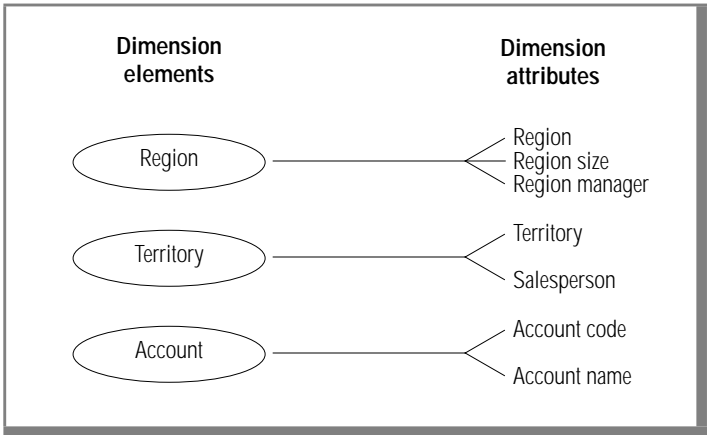 Dimension
elements
Dimension
attributes
Region
Region
Region size
Region manager
Territory
Territory
Salesperson
Account
Account code
Account name